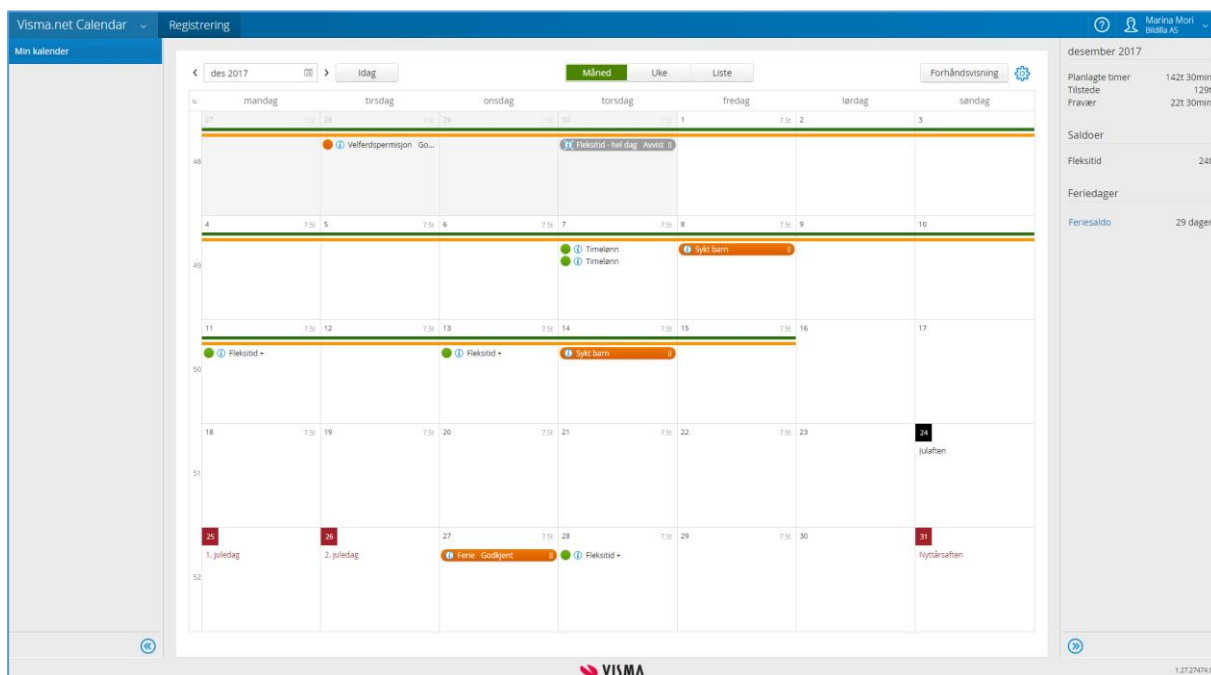 Visma.net Calendar Registrering Marina Mori
Bildilla AS
Min kalender
desember 2017
des 2017 Idag Måned Uke Liste Forhåndsvisning
Planlagte timer 142t 30min
Tilstede 129t
Fravær 22t 30min
Saldoer
Fleksitid 24t
Feriedager
Feriesaldo 29 dager
mandag tirsdag onsdag torsdag fredag lørdag søndag
27 28 29 30 1 7.5t 2 3
48
Velferdspermisjon Go... Fleksitid - hel dag Avvist
4 7.5t 5 7.5t 6 7.5t 7 7.5t 8 7.5t 9 10
49
Timelønn Sykt barn
Timelønn
11 7.5t 12 7.5t 13 7.5t 14 7.5t 15 7.5t 16 17
50
Fleksitid + Fleksitid + Sykt barn
18 7.5t 19 7.5t 20 7.5t 21 7.5t 22 7.5t 23 24
51
Julaften
25 26 27 7.5t 28 7.5t 29 7.5t 30 31
52
1. juledag 2. juledag Ferie Godkjent Fleksitid + Nyttårsaften
VISMA
1.27.27474.0